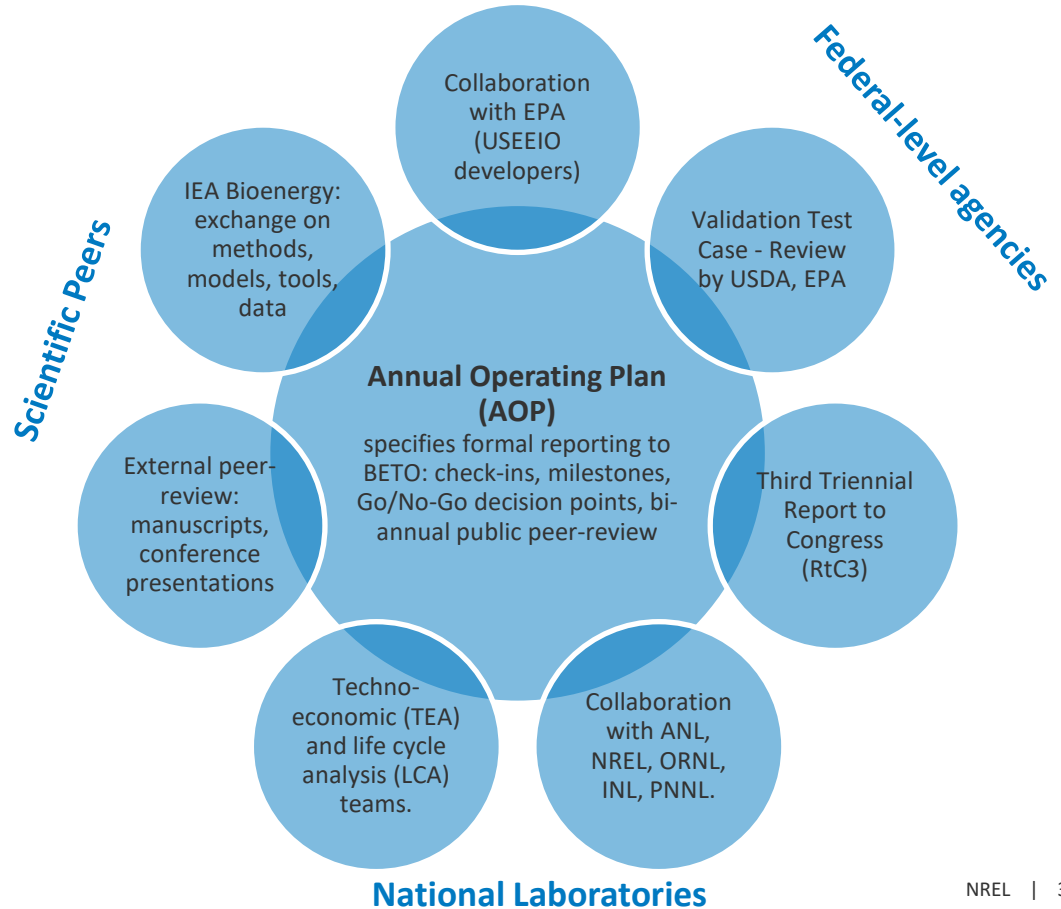 Collaboration
with EPA
(USEEIO
developers)
Federal-level agencies
IEA Bioenergy:
exchange on
methods,
models, tools,
data
Validation Test
Case - Review
by USDA, EPA
Scientific Peers
Annual Operating Plan
(AOP)
specifies formal reporting to
BETO: check-ins, milestones,
Go/No-Go decision points, bi-
annual public peer-review
External peer-
review:
manuscripts,
conference
presentations
Third Triennial
Report to
Congress
(RtC3)
Techno-
economic (TEA)
and life cycle
analysis (LCA)
teams.
Collaboration
with ANL,
NREL, ORNL,
INL, PNNL.
National Laboratories
NREL | 3